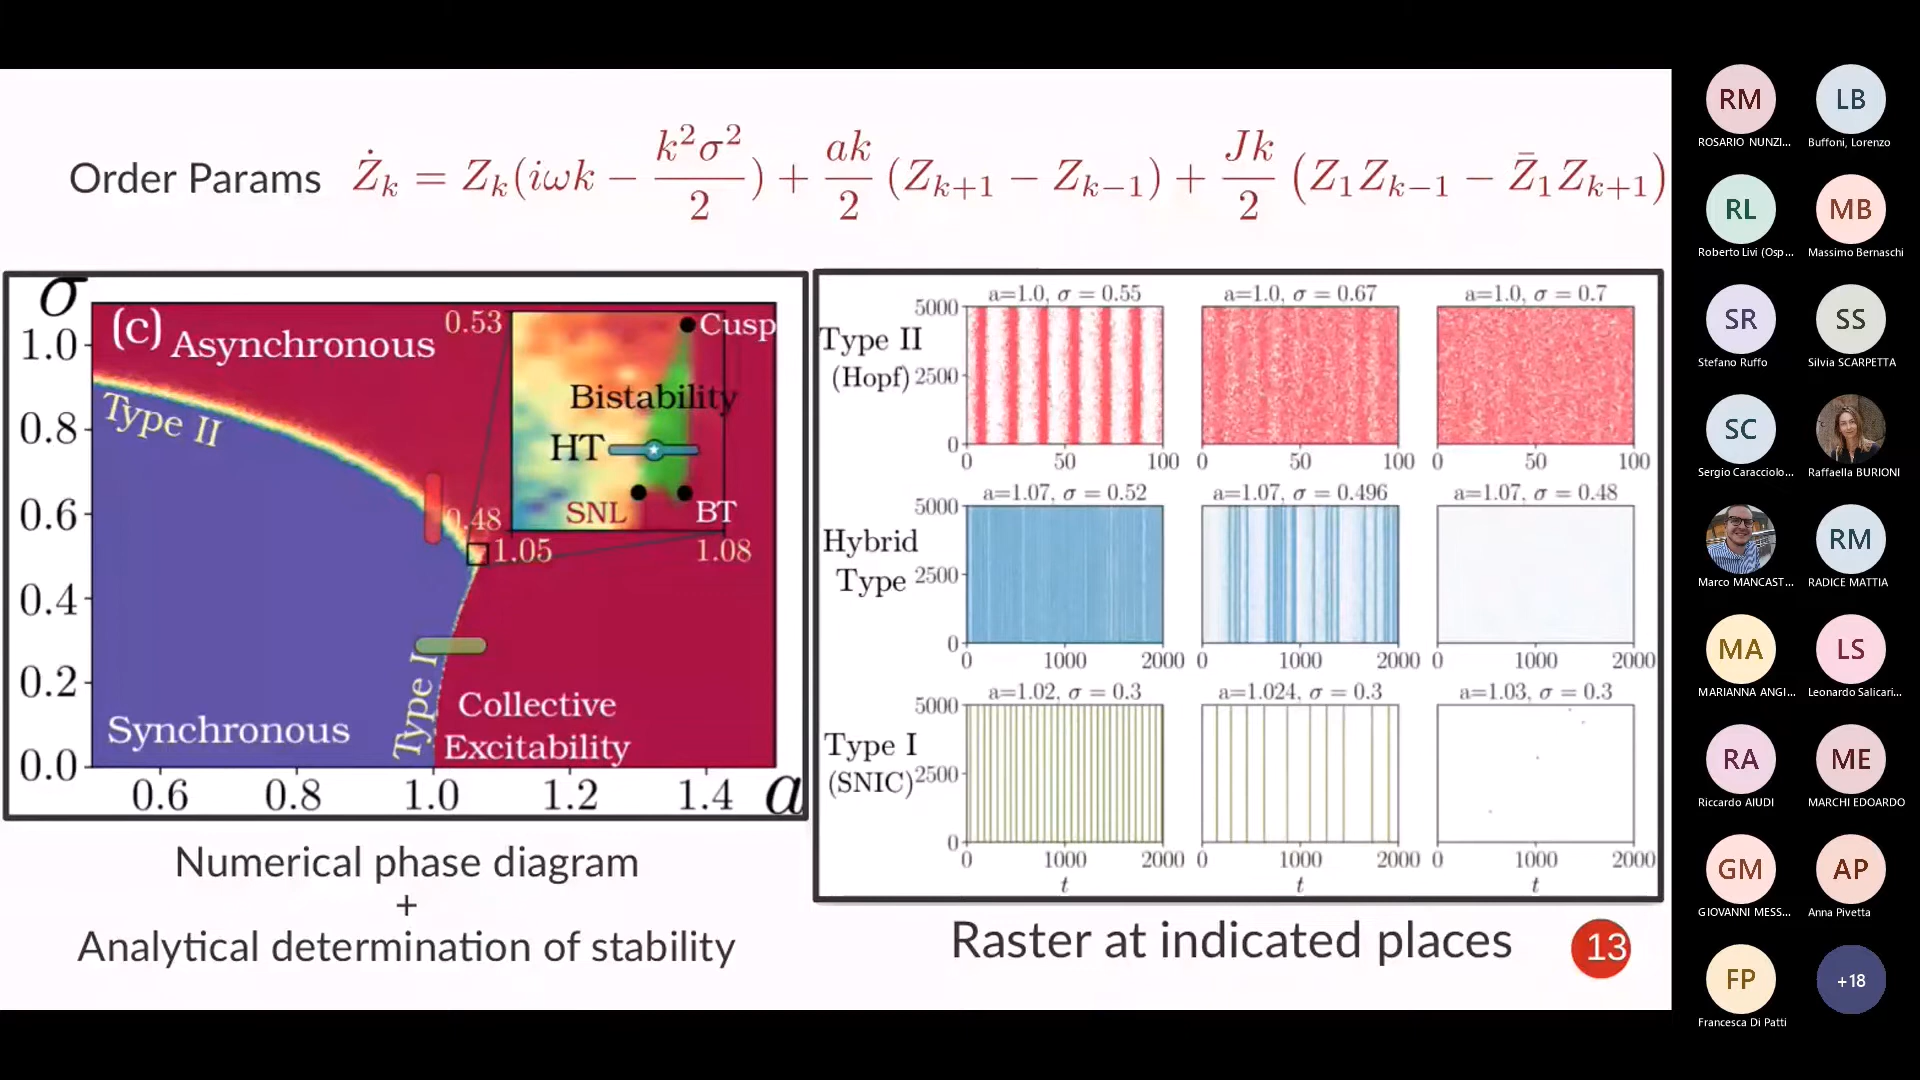 Order Params Ż_k = Z_k(iωk − k²σ²/2) + ak/2 (Z_{k+1} − Z_{k−1}) + Jk/2 (Z_1Z_{k−1} − Z̄_1Z_{k+1})
σ
(c) Asynchronous
Type II
Synchronous
Type I
Collective
Excitability
1.0
0.8
0.6
0.4
0.2
0.0
0.6 0.8 1.0 1.2 1.4 a
0.53
0.48
1.05 1.08
Cusp
Bistability
HT
SNL BT
Numerical phase diagram
+
Analytical determination of stability
a=1.0, σ = 0.55 a=1.0, σ = 0.67 a=1.0, σ = 0.7
Type II
(Hopf)
5000
2500
0
0 50 100 0 50 100 0 50 100
a=1.07, σ = 0.52 a=1.07, σ = 0.496 a=1.07, σ = 0.48
Hybrid
Type
5000
2500
0
0 1000 2000 0 1000 2000 0 1000 2000
a=1.02, σ = 0.3 a=1.024, σ = 0.3 a=1.03, σ = 0.3
Type I
(SNIC)
5000
2500
0
0 1000 2000 0 1000 2000 0 1000 2000
t t t
Raster at indicated places
13
RM LB
ROSARIO NUNZI... Buffoni, Lorenzo
RL MB
Roberto Livi (Osp... Massimo Bernaschi
SR SS
Stefano Ruffo Silvia SCARPETTA
SC
Sergio Caracciolo... Raffaella BURIONI
RM
Marco MANCAST... RADICE MATTIA
MA LS
MARIANNA ANGI... Leonardo Salicari...
RA ME
Riccardo AIUDI MARCHI EDOARDO
GM AP
GIOVANNI MESS... Anna Pivetta
FP +18
Francesca Di Patti